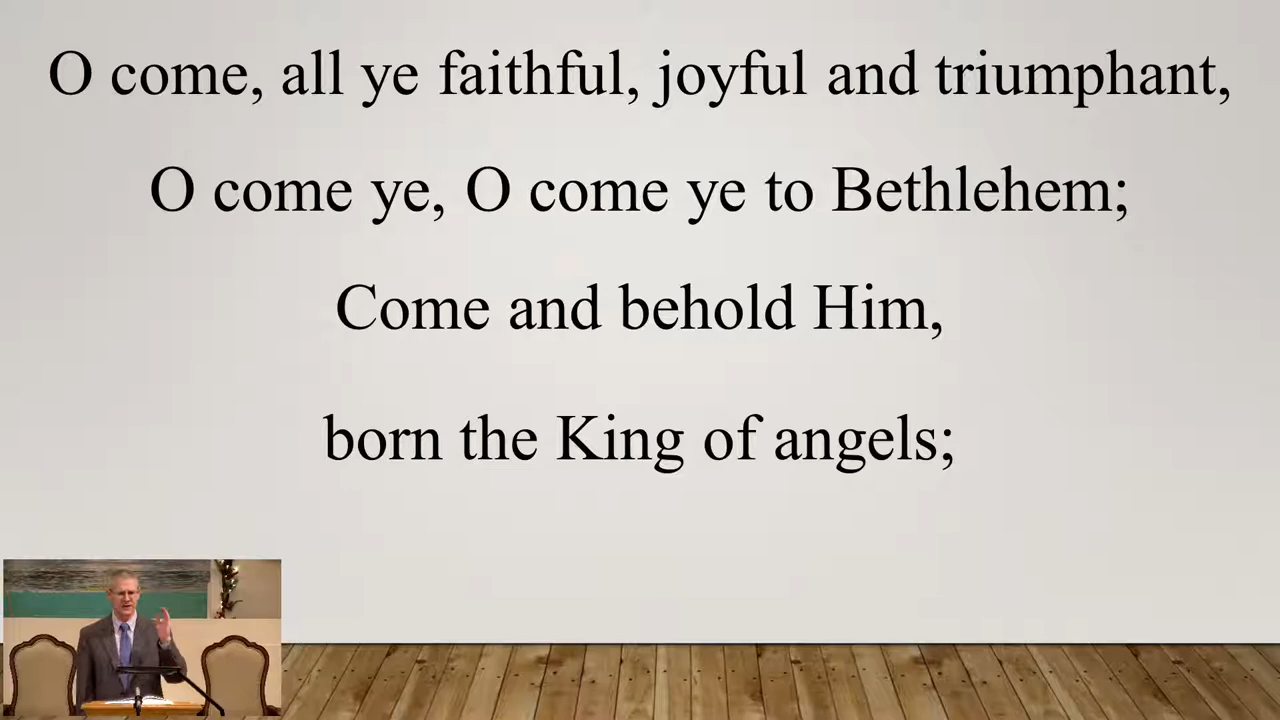 O come, all ye faithful, joyful and triumphant,
O come ye, O come ye to Bethlehem;
Come and behold Him,
born the King of angels;